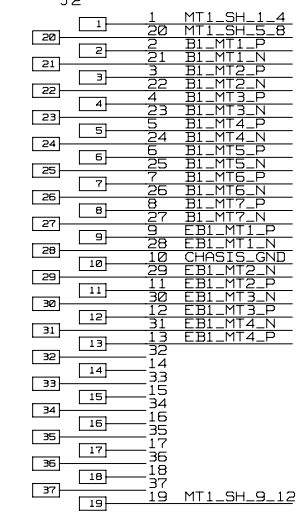 J2
1 1 MT1_SH_1_4
20 20 MT1_SH_5_8
2 2 B1_MT1_P
21 21 B1_MT1_N
3 3 B1_MT2_P
22 22 B1_MT2_N
4 4 B1_MT3_P
23 23 B1_MT3_N
5 5 B1_MT4_P
24 24 B1_MT4_N
6 6 B1_MT5_P
25 25 B1_MT5_N
7 7 B1_MT6_P
26 26 B1_MT6_N
8 8 B1_MT7_P
27 27 B1_MT7_N
9 9 EB1_MT1_P
28 28 EB1_MT1_N
10 10 CHASIS_GND
29 29 EB1_MT2_N
11 11 EB1_MT2_P
30 30 EB1_MT3_N
12 12 EB1_MT3_P
31 31 EB1_MT4_N
13 13 EB1_MT4_P
32 32
14 14
33 33
15 15
34 34
16 16
35 35
17 17
36 36
18 18
37 37
19 19 MT1_SH_9_12